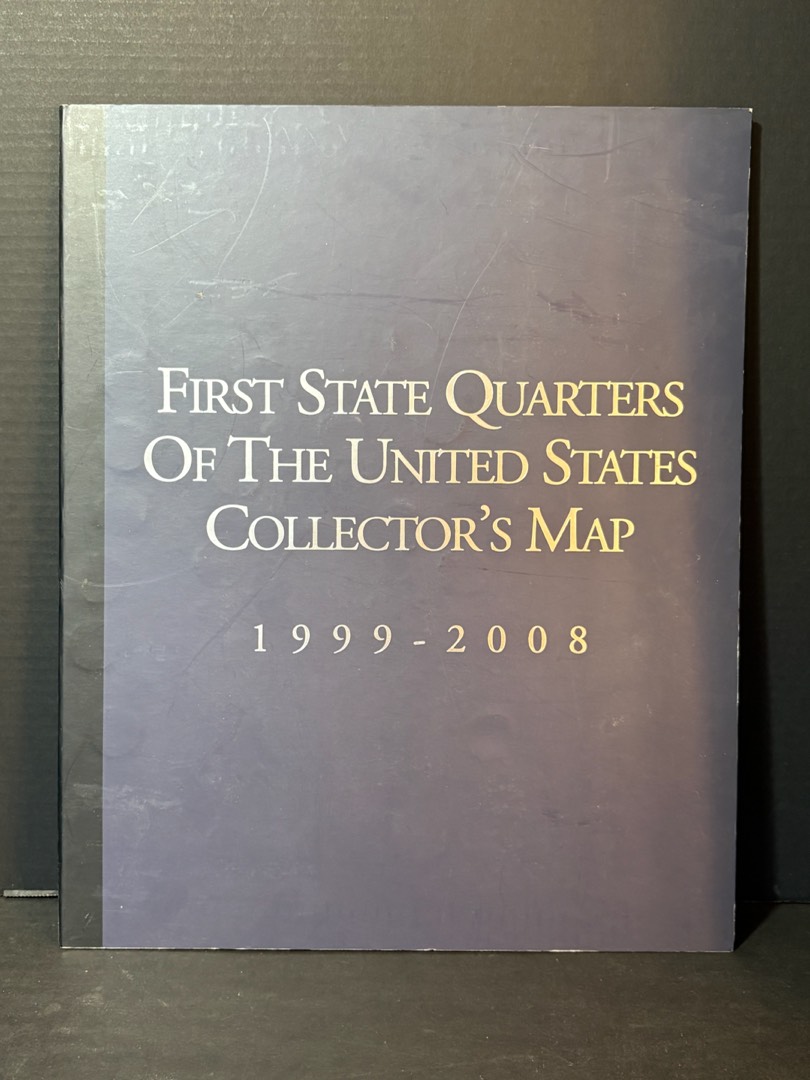 First State Quarters
Of The United States
Collector's Map
1999-2008